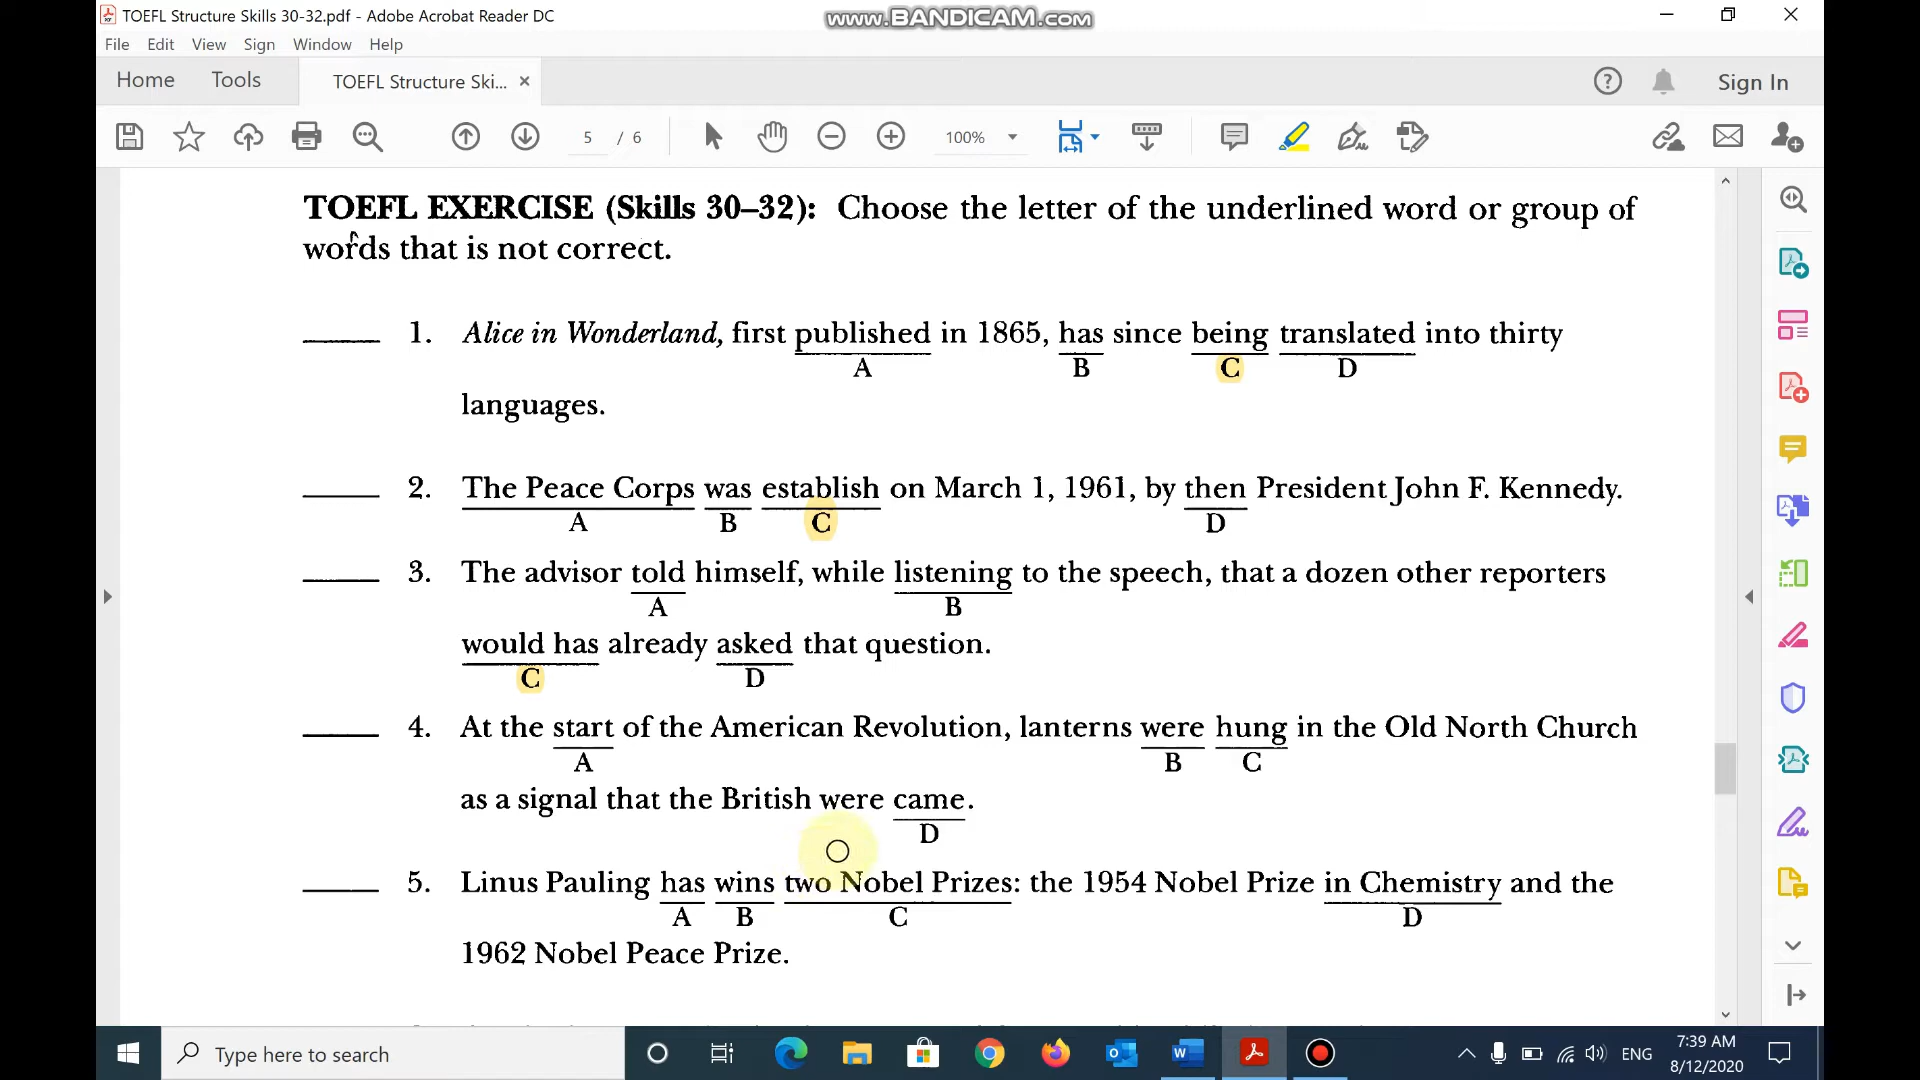 TOEFL Structure Skills 30-32.pdf - Adobe Acrobat Reader DC
www.BANDICAM.com
File Edit View Sign Window Help
Home Tools TOEFL Structure Ski... × Sign In
5 / 6 100%
TOEFL EXERCISE (Skills 30–32): Choose the letter of the underlined word or group of
words that is not correct.
_____ 1. Alice in Wonderland, first published in 1865, has since being translated into thirty
A B C D
languages.
_____ 2. The Peace Corps was establish on March 1, 1961, by then President John F. Kennedy.
A B C D
_____ 3. The advisor told himself, while listening to the speech, that a dozen other reporters
A B
would has already asked that question.
C D
_____ 4. At the start of the American Revolution, lanterns were hung in the Old North Church
A B C
as a signal that the British were came.
D
_____ 5. Linus Pauling has wins two Nobel Prizes: the 1954 Nobel Prize in Chemistry and the
A B C D
1962 Nobel Peace Prize.
Type here to search
ENG
7:39 AM
8/12/2020